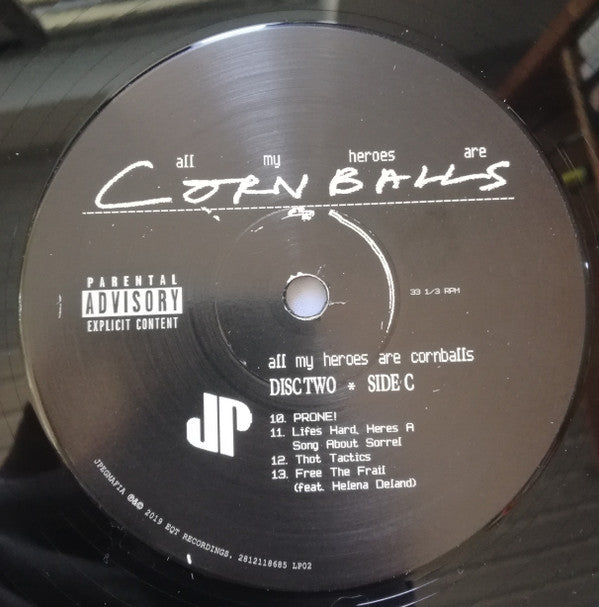 all my heroes are
CORNBALLS
PARENTAL
ADVISORY
EXPLICIT CONTENT
33 1/3 RPM
all my heroes are cornballs
DISC TWO * SIDE C
JP
10. PRONE!
11. Lifes Hard, Heres A
Song About Sorrel
12. Thot Tactics
13. Free The Frail
(feat. Helena Deland)
JPEGMAFIA ℗&© 2019 EQT RECORDINGS, 2812118685 LP02